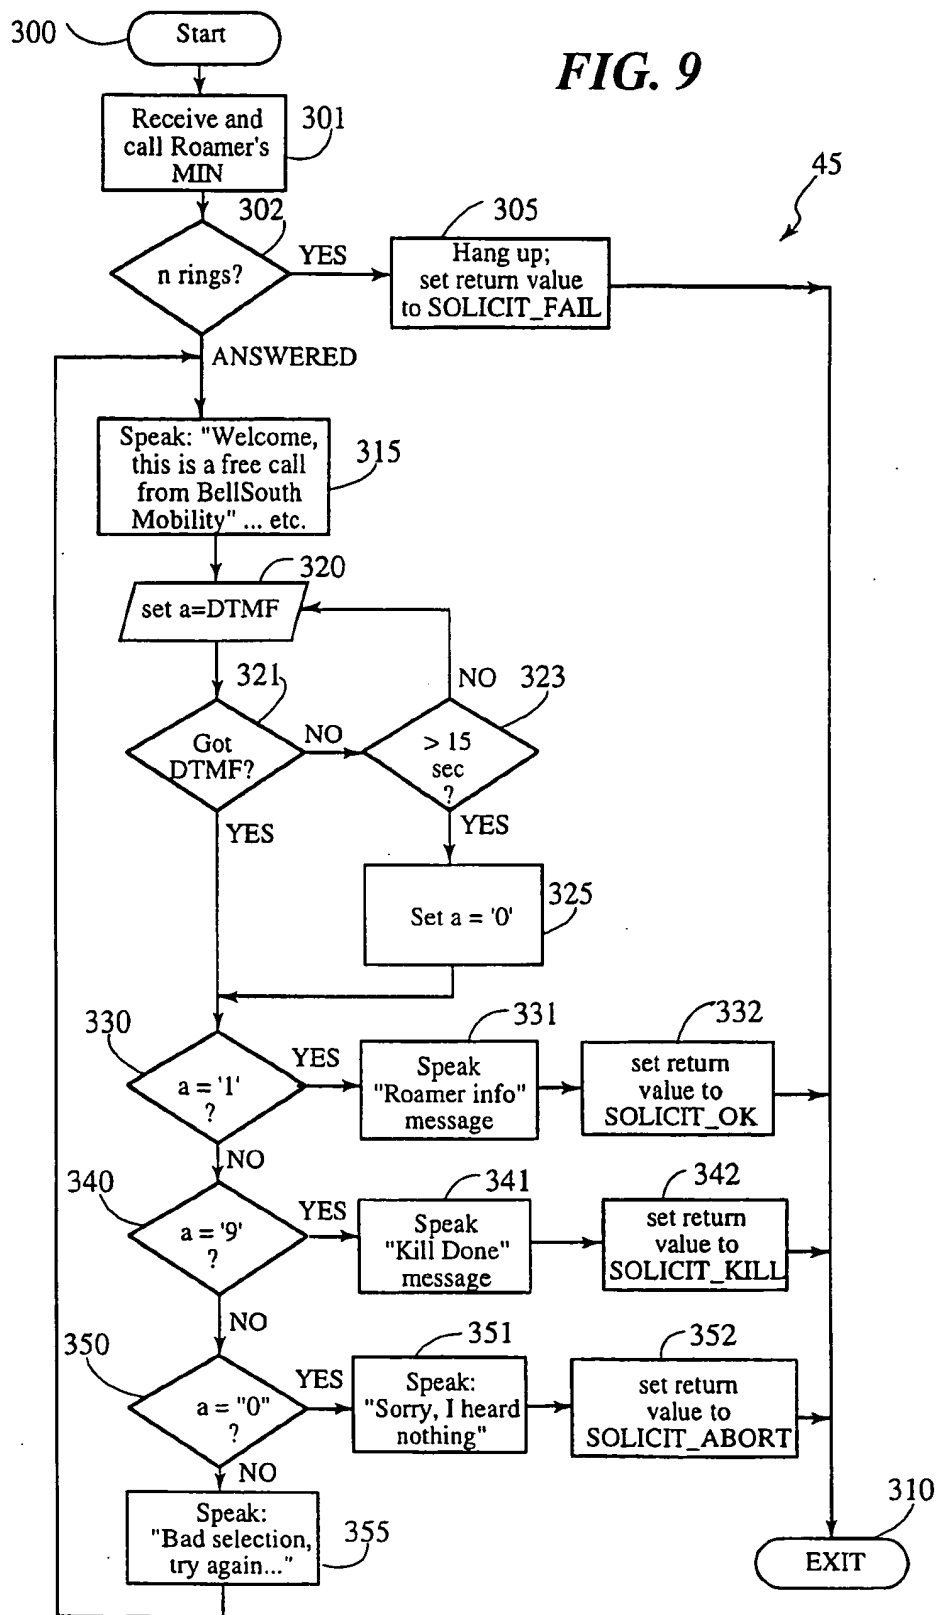 300
Start
FIG. 9
Receive and
call Roamer's
MIN
301
45
302
n rings?
YES
305
Hang up;
set return value
to SOLICIT_FAIL
ANSWERED
Speak: "Welcome,
this is a free call
from BellSouth
Mobility" ... etc.
315
320
set a=DTMF
321
Got
DTMF?
NO
NO
323
> 15
sec
?
YES
YES
Set a = '0'
325
330
a = '1'
?
YES
331
Speak
"Roamer info"
message
332
set return
value to
SOLICIT_OK
NO
340
a = '9'
?
YES
341
Speak
"Kill Done"
message
342
set return
value to
SOLICIT_KILL
NO
350
a = "0"
?
YES
351
Speak:
"Sorry, I heard
nothing"
352
set return
value to
SOLICIT_ABORT
NO
Speak:
"Bad selection,
try again..."
355
310
EXIT